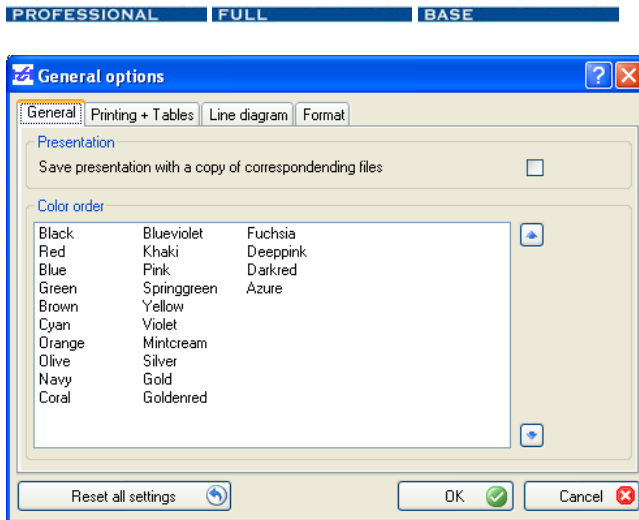 PROFESSIONAL FULL BASE
General options
General Printing + Tables Line diagram Format
Presentation
Save presentation with a copy of correspondending files
Color order
Black Blueviolet Fuchsia
Red Khaki Deeppink
Blue Pink Darkred
Green Springgreen Azure
Brown Yellow
Cyan Violet
Orange Mintcream
Olive Silver
Navy Gold
Coral Goldenred
Reset all settings OK Cancel